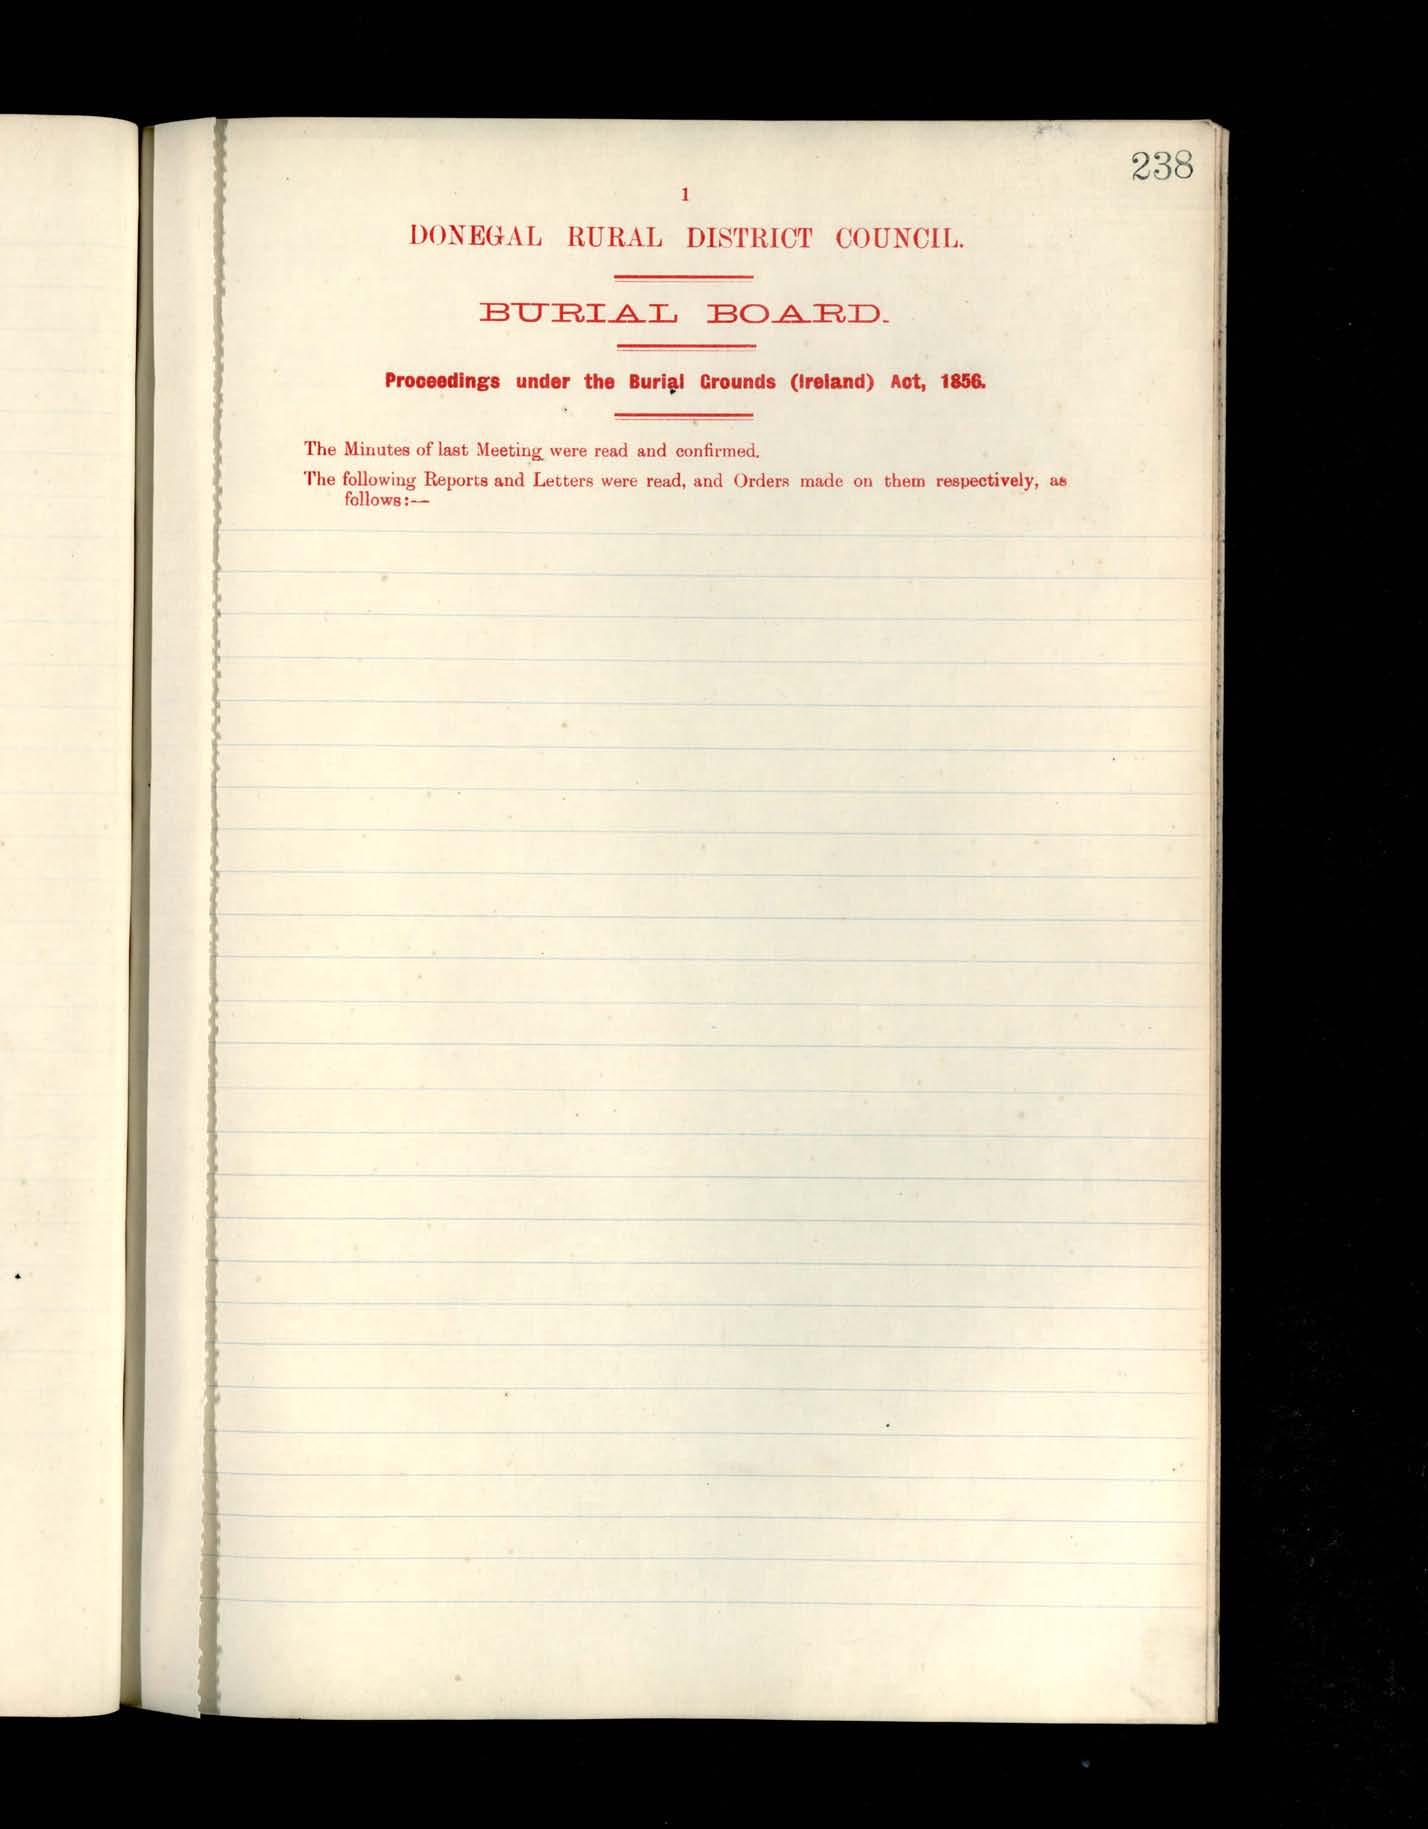 238
1
DONEGAL RURAL DISTRICT COUNCIL.
BURIAL BOARD.
Proceedings under the Burial Grounds (Ireland) Act, 1856.
The Minutes of last Meeting were read and confirmed.
The following Reports and Letters were read, and Orders made on them respectively, as
follows:—